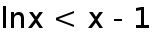 lnx < x - 1